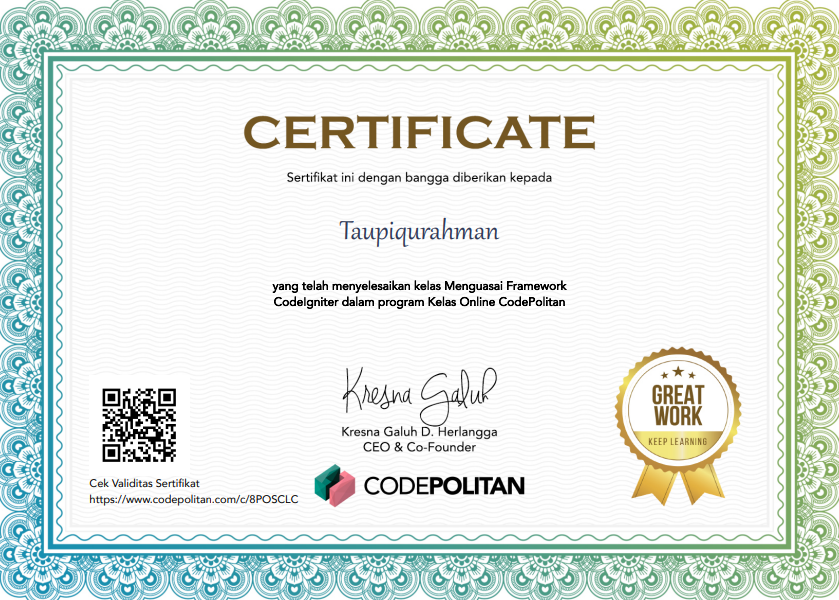 CERTIFICATE
Sertifikat ini dengan bangga diberikan kepada
Taupiqurahman
yang telah menyelesaikan kelas Menguasai Framework
CodeIgniter dalam program Kelas Online CodePolitan
Kresna Galuh
Kresna Galuh D. Herlangga
CEO & Co-Founder
CODEPOLITAN
Cek Validitas Sertifikat
https://www.codepolitan.com/c/8POSCLC
GREAT
WORK
KEEP LEARNING